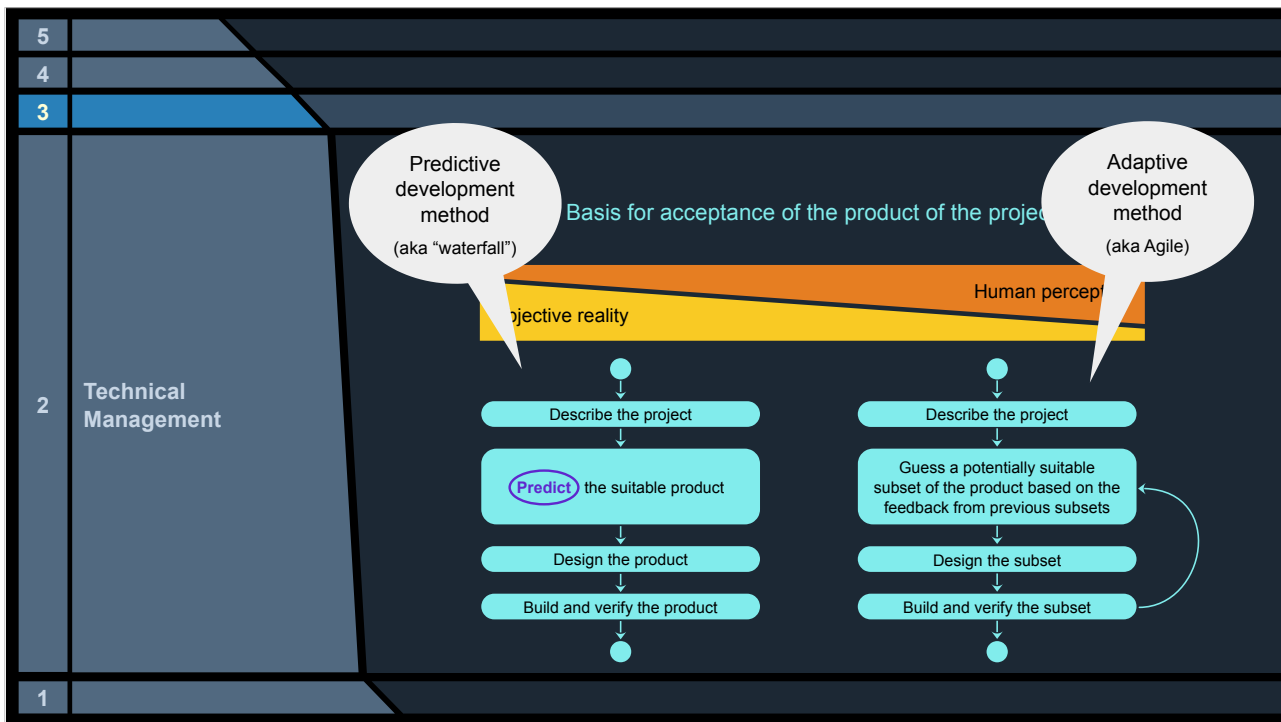 5
4
3
2
Technical
Management
1
Predictive
development
method
(aka “waterfall”)
Adaptive
development
method
(aka Agile)
Basis for acceptance of the product of the
Human
reality
Describe the project
Predict the suitable product
Design the product
Build and verify the product
Describe the project
Guess a potentially suitable
subset of the product based on the
feedback from previous subsets
Design the subset
Build and verify the subset